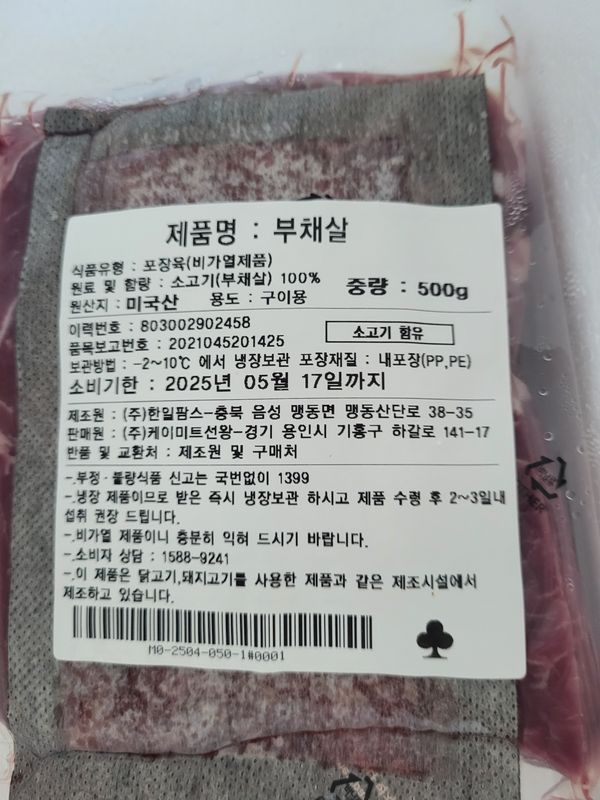 제품명 : 부채살
식품유형 : 포장육(비가열제품)
원료 및 함량 : 소고기(부채살) 100% 중량 : 500g
원산지 : 미국산 용도 : 구이용
이력번호 : 803002902458
품목보고번호 : 2021045201425 소고기 함유
보관방법 : -2~10℃ 에서 냉장보관 포장재질 : 내포장(PP,PE)
소비기한 : 2025년 05월 17일까지
제조원 : (주)한일팜스-충북 음성 맹동면 맹동산단로 38-35
판매원 : (주)케이미트선왕-경기 용인시 기흥구 하갈로 141-17
반품 및 교환처 : 제조원 및 구매처
-.부정·불량식품 신고는 국번없이 1399
-.냉장 제품이므로 받은 즉시 냉장보관 하시고 제품 수령 후 2~3일내
섭취 권장 드립니다.
-.비가열 제품이니 충분히 익혀 드시기 바랍니다.
-.소비자 상담 : 1588-9241
-.이 제품은 닭고기,돼지고기를 사용한 제품과 같은 제조시설에서
제조하고 있습니다.
M0-2504-050-1#0001